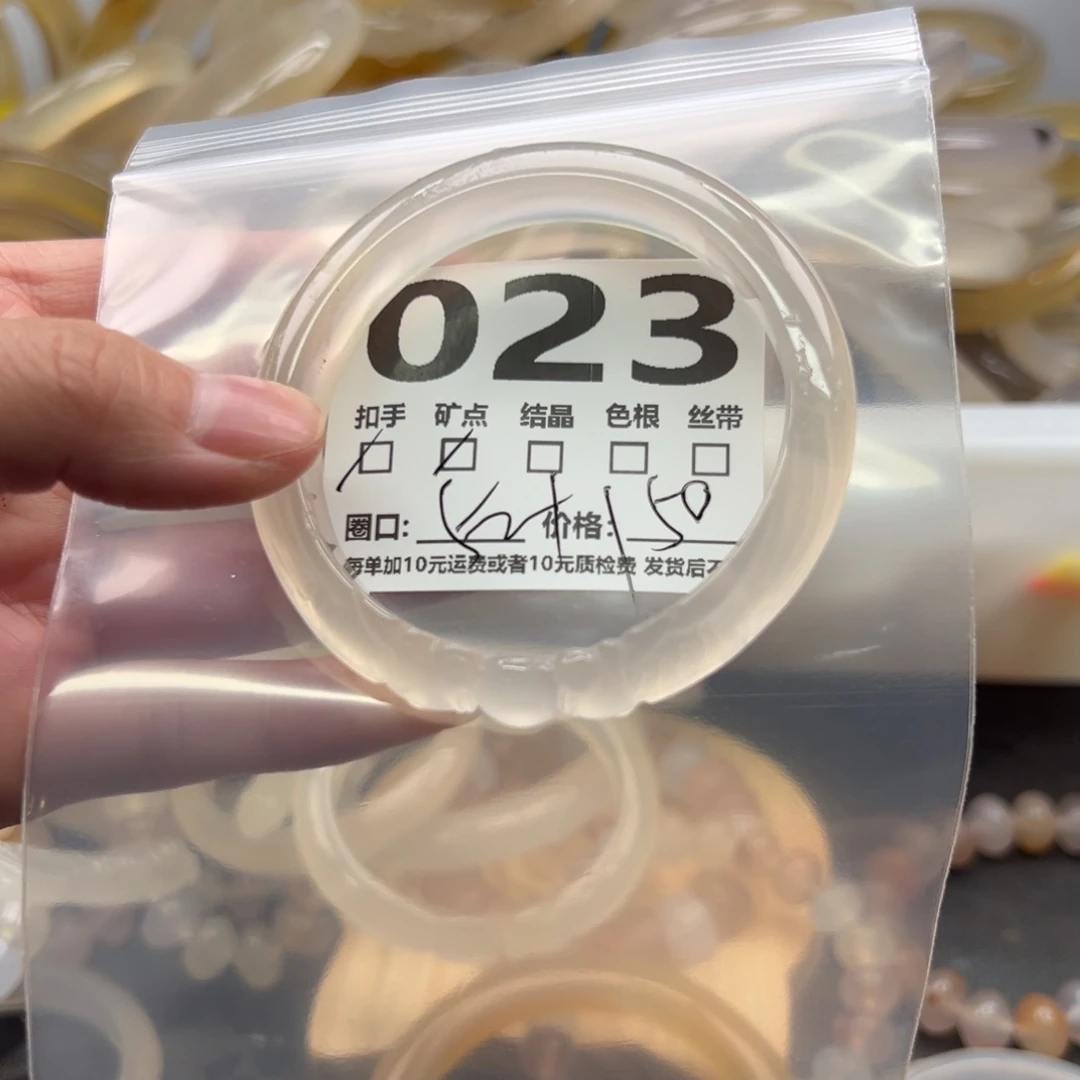 023
扣手 矿点 结晶 色根 丝带
圈口: 价格: 150
每单加10元运费或者10元质检费 发货后不